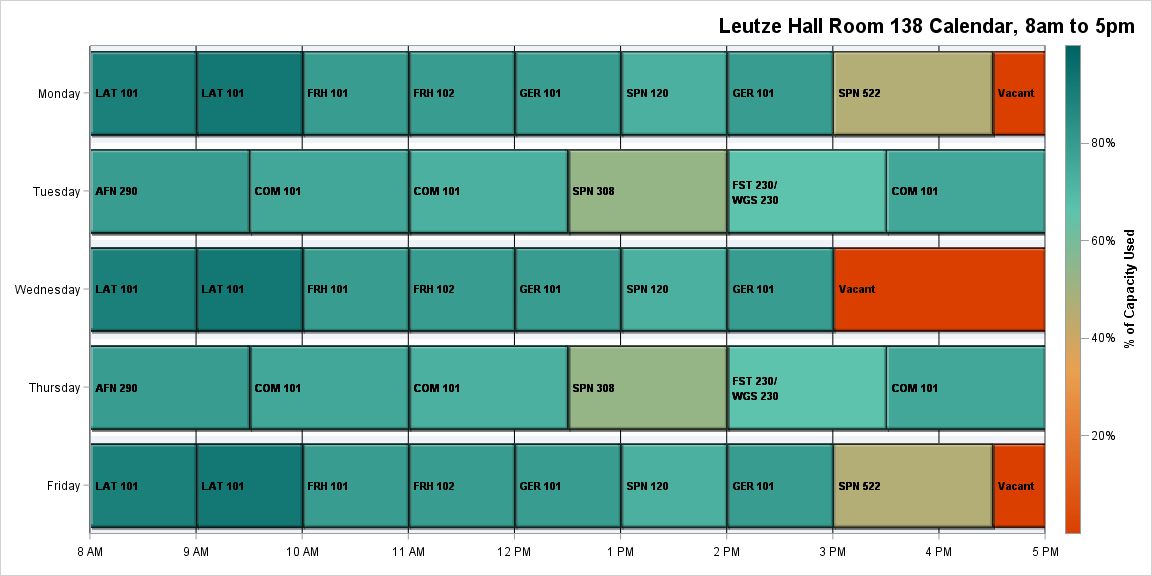 Leutze Hall Room 138 Calendar, 8am to 5pm
Monday
LAT 101
LAT 101
FRH 101
FRH 102
GER 101
SPN 120
GER 101
SPN 522
Vacant
Tuesday
AFN 290
COM 101
COM 101
SPN 308
FST 230/
WGS 230
COM 101
Wednesday
LAT 101
LAT 101
FRH 101
FRH 102
GER 101
SPN 120
GER 101
Vacant
Thursday
AFN 290
COM 101
COM 101
SPN 308
FST 230/
WGS 230
COM 101
Friday
LAT 101
LAT 101
FRH 101
FRH 102
GER 101
SPN 120
GER 101
SPN 522
Vacant
8 AM
9 AM
10 AM
11 AM
12 PM
1 PM
2 PM
3 PM
4 PM
5 PM
80%
60%
40%
20%
% of Capacity Used